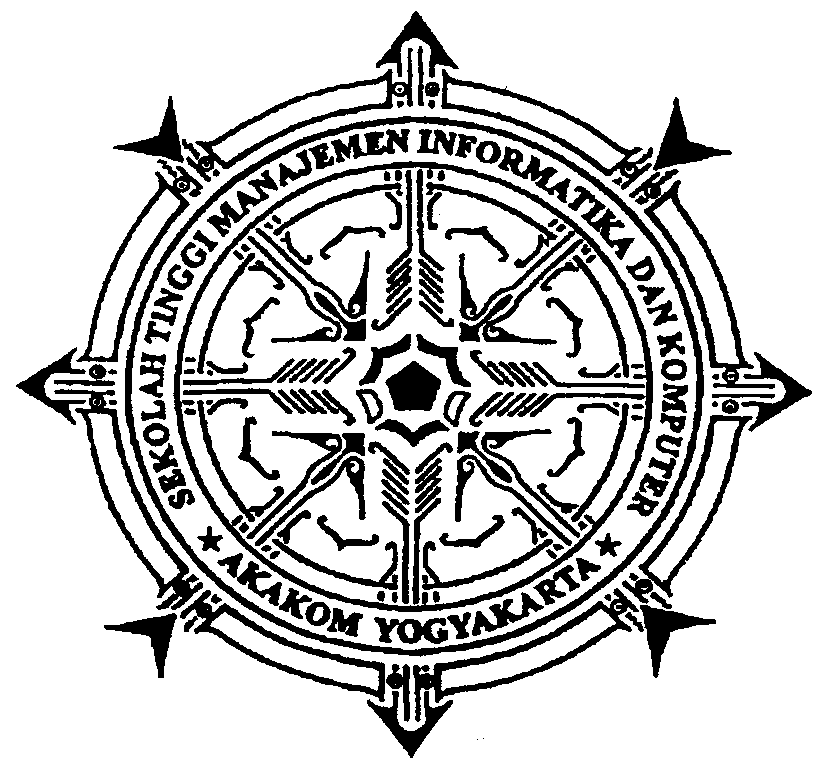 SEKOLAH TINGGI MANAJEMEN INFORMATIKA DAN KOMPUTER
AKAKOM YOGYAKARTA